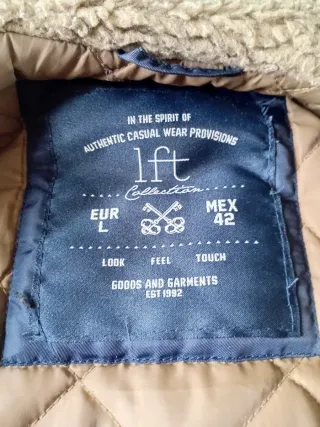 IN THE SPIRIT OF
AUTHENTIC CASUAL WEAR PROVISIONS
lft
Collection
EUR MEX
L 42
LOOK FEEL TOUCH
GOODS AND GARMENTS
EST 1992